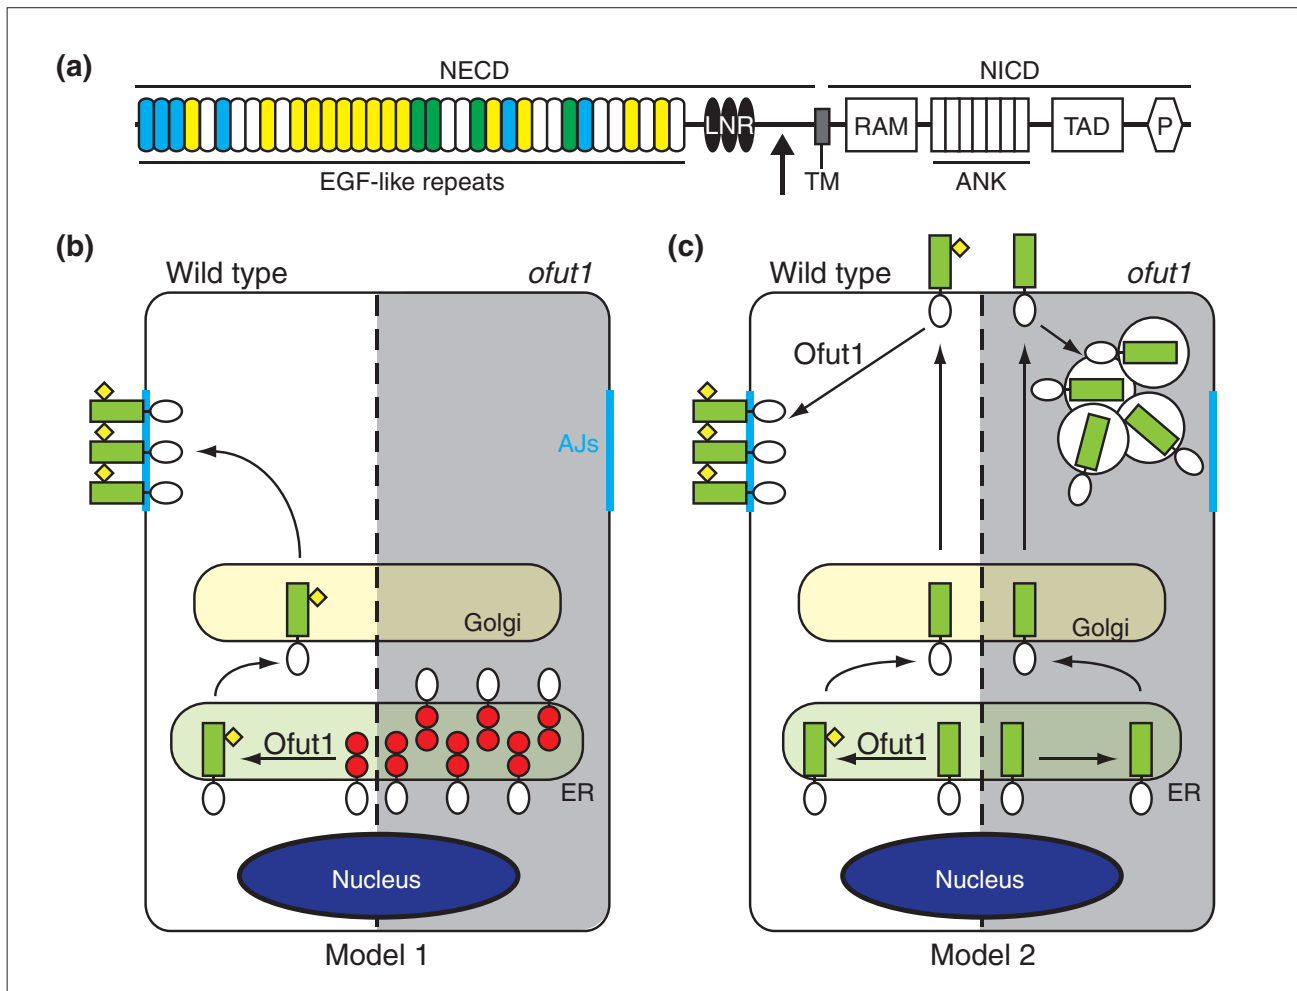 (a)
NECD
NICD
LNR
RAM
TAD
P
EGF-like repeats
TM
ANK
(b)
Wild type
ofut1
AJs
Golgi
Ofut1
ER
Nucleus
Model 1
(c)
Wild type
ofut1
Ofut1
Golgi
Ofut1
ER
Nucleus
Model 2